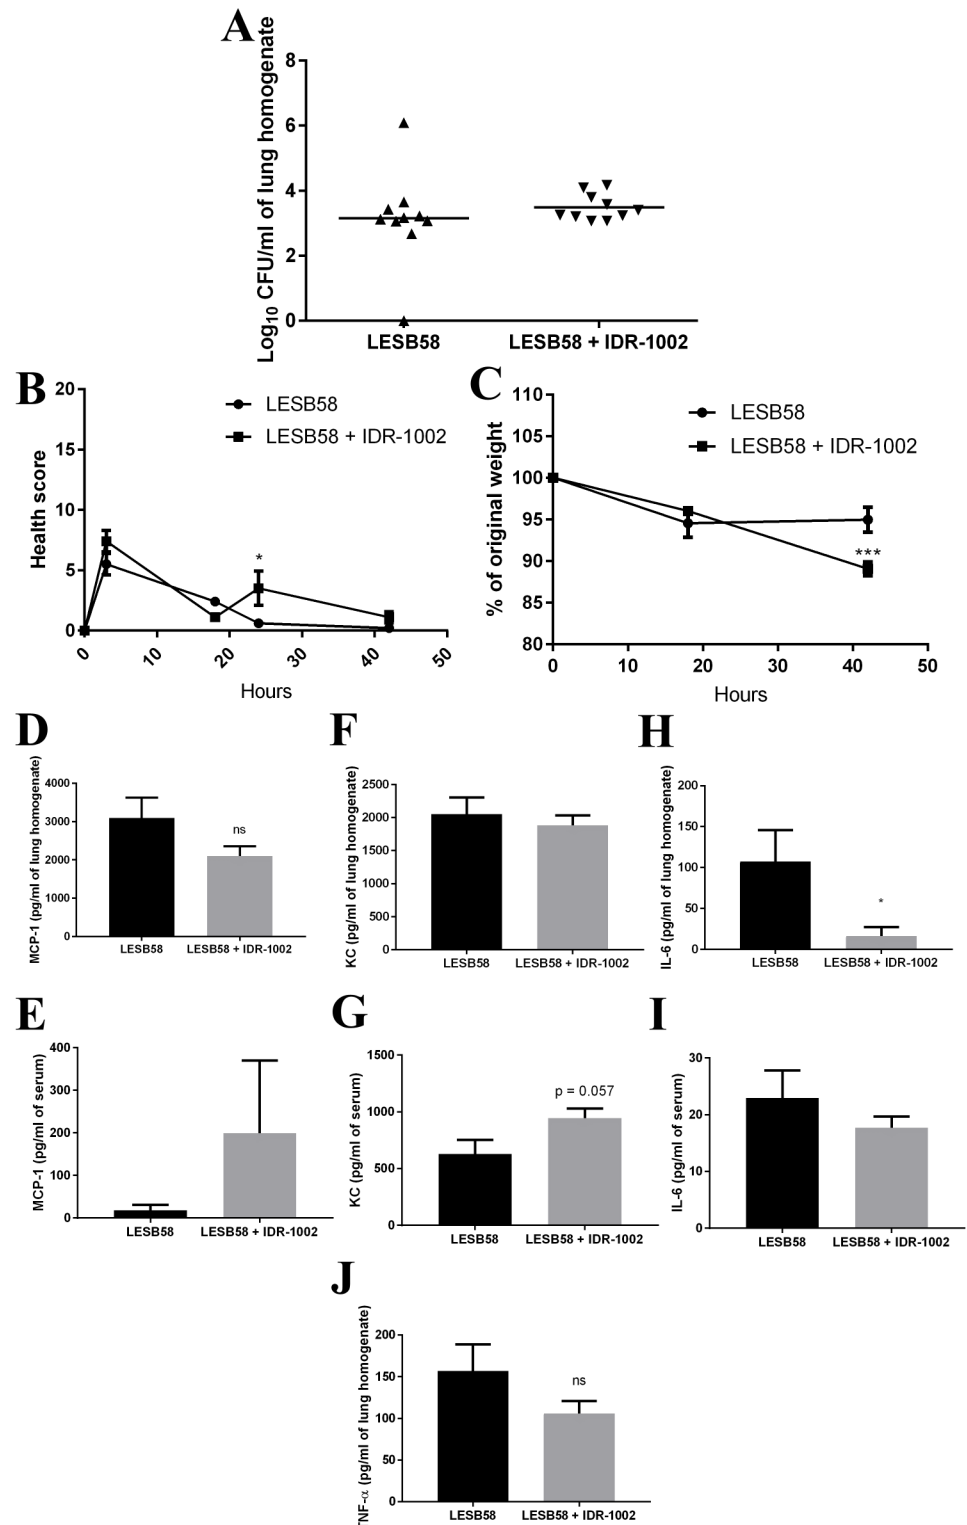 A
Log10 CFU/ml of lung homogenate
8
6
4
2
0
LESB58
LESB58 + IDR-1002
B
Health score
20
15
10
5
0
LESB58
LESB58 + IDR-1002
*
0 10 20 30 40 50
Hours
C
% of original weight
110
105
100
95
90
85
80
LESB58
LESB58 + IDR-1002
***
0 10 20 30 40 50
Hours
D
MCP-1 (pg/ml of lung homogenate)
4000
3000
2000
1000
0
ns
LESB58 LESB58 + IDR-1002
F
KC (pg/ml of lung homogenate)
2500
2000
1500
1000
500
0
LESB58 LESB58 + IDR-1002
H
IL-6 (pg/ml of lung homogenate)
200
150
100
50
0
*
LESB58 LESB58 + IDR-1002
E
MCP-1 (pg/ml of serum)
400
300
200
100
0
LESB58 LESB58 + IDR-1002
G
KC (pg/ml of serum)
1500
1000
500
0
p = 0.057
LESB58 LESB58 + IDR-1002
I
IL-6 (pg/ml of serum)
30
20
10
0
LESB58 LESB58 + IDR-1002
J
TNF-α (pg/ml of lung homogenate)
200
150
100
50
0
ns
LESB58 LESB58 + IDR-1002